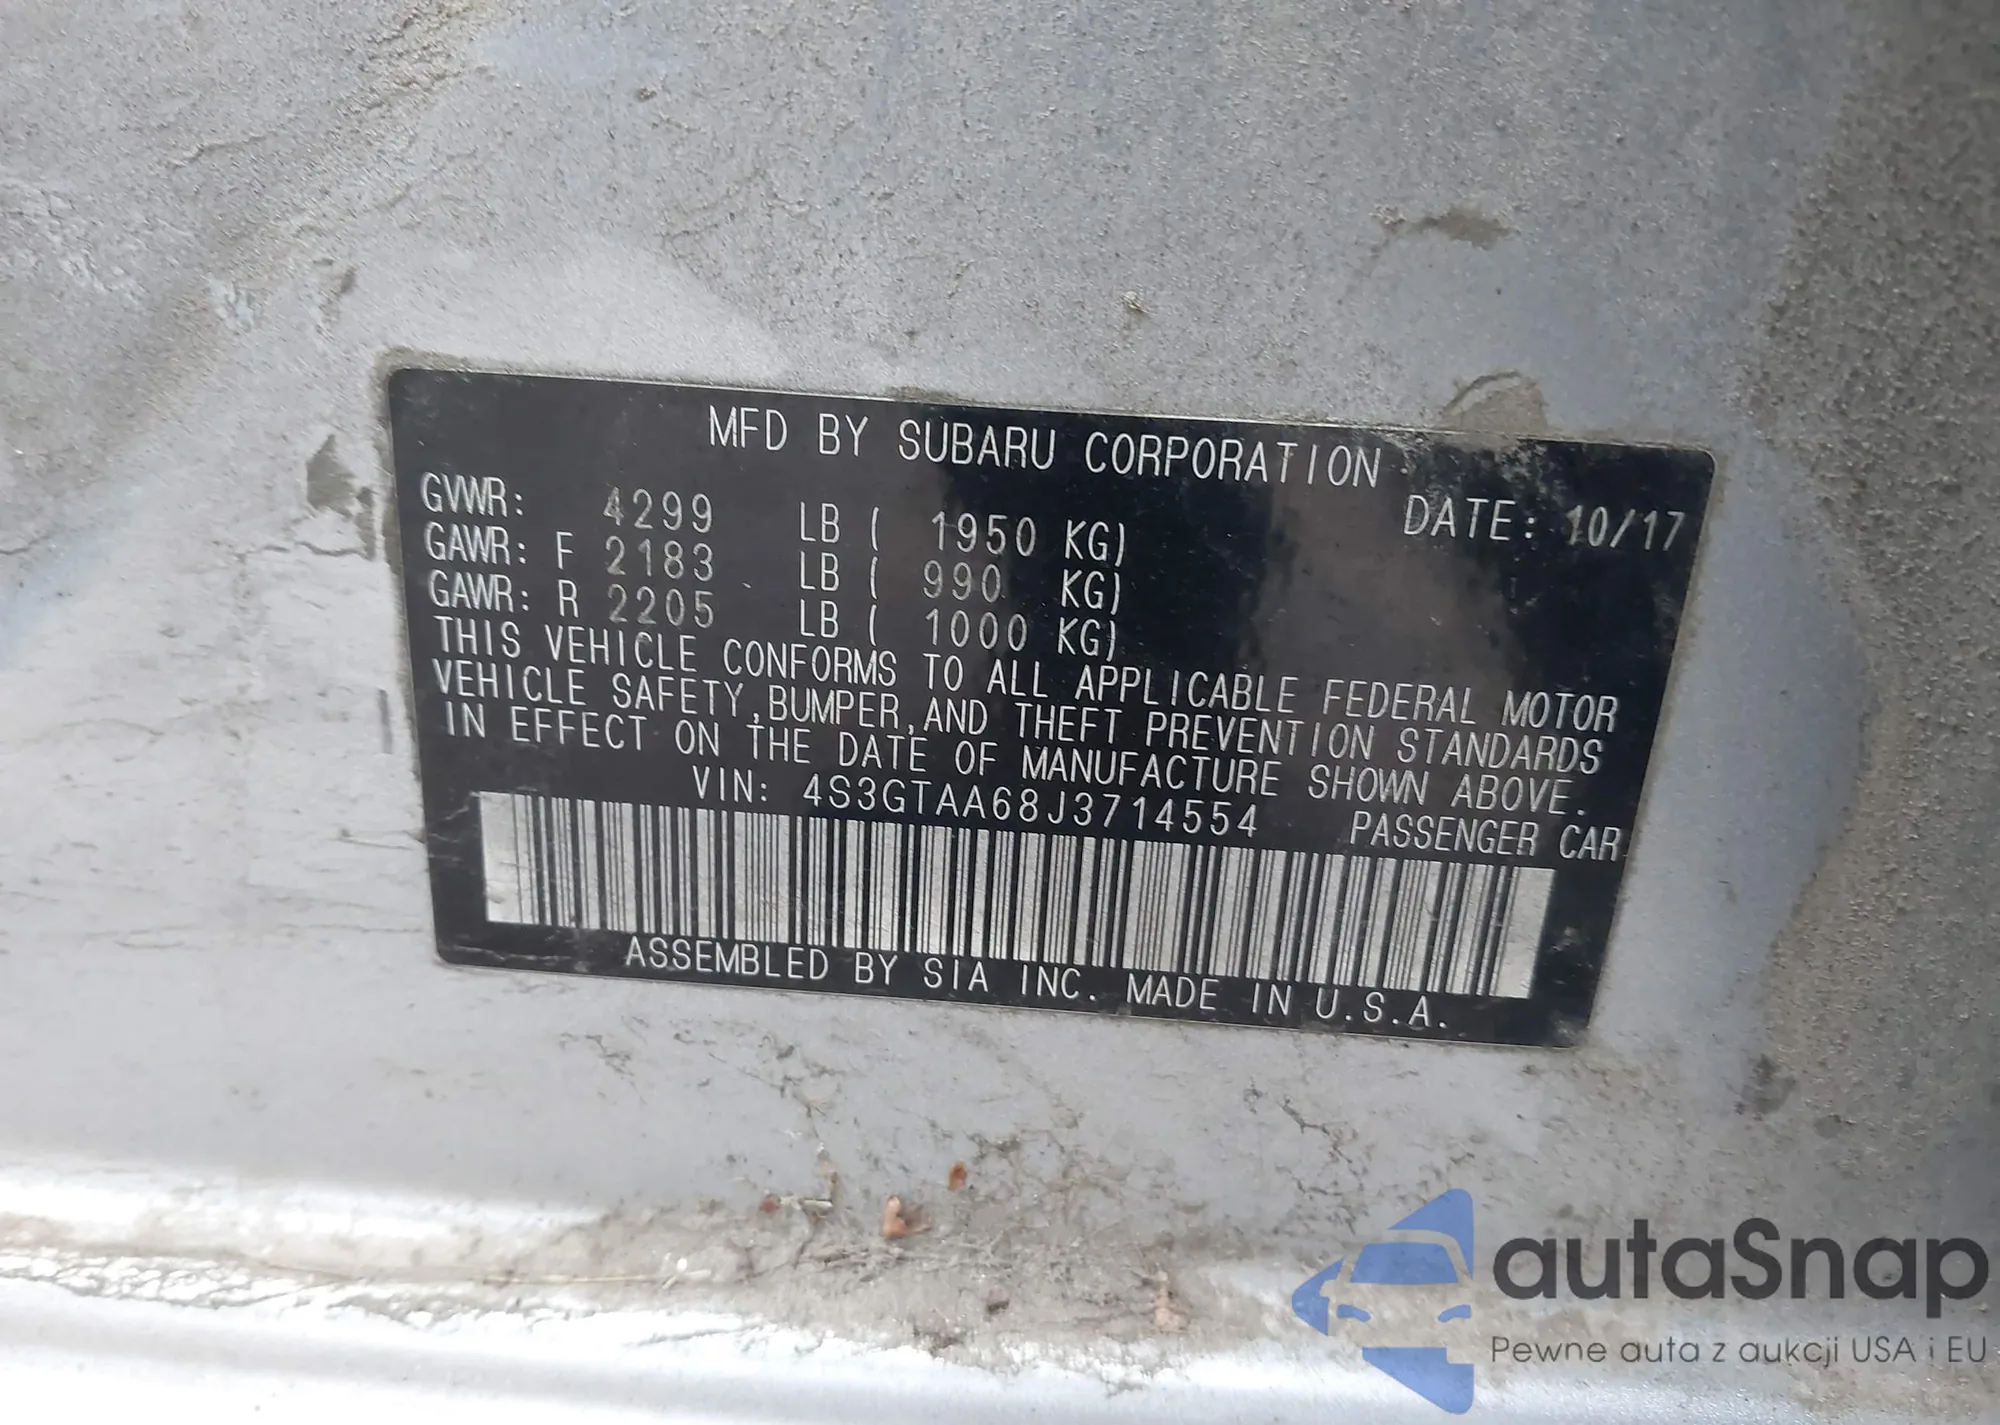 MFD BY SUBARU CORPORATION
GVWR: 4299 LB ( 1950 KG) DATE: 10/17
GAWR: F 2183 LB ( 990 KG)
GAWR: R 2205 LB ( 1000 KG)
THIS VEHICLE CONFORMS TO ALL APPLICABLE FEDERAL MOTOR
VEHICLE SAFETY,BUMPER,AND THEFT PREVENTION STANDARDS
IN EFFECT ON THE DATE OF MANUFACTURE SHOWN ABOVE.
VIN: 4S3GTAA68J3714554 PASSENGER CAR
ASSEMBLED BY SIA INC. MADE IN U.S.A.
autaSnap
Pewne auta z aukcji USA i EU